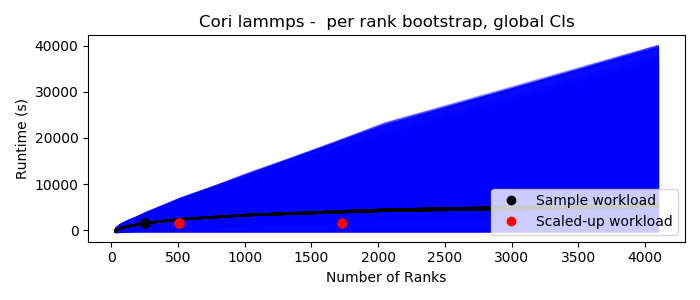 Cori lammps -  per rank bootstrap, global CIs
40000
30000
20000
10000
0
Runtime (s)
Sample workload
Scaled-up workload
0 500 1000 1500 2000 2500 3000 3500 4000
Number of Ranks